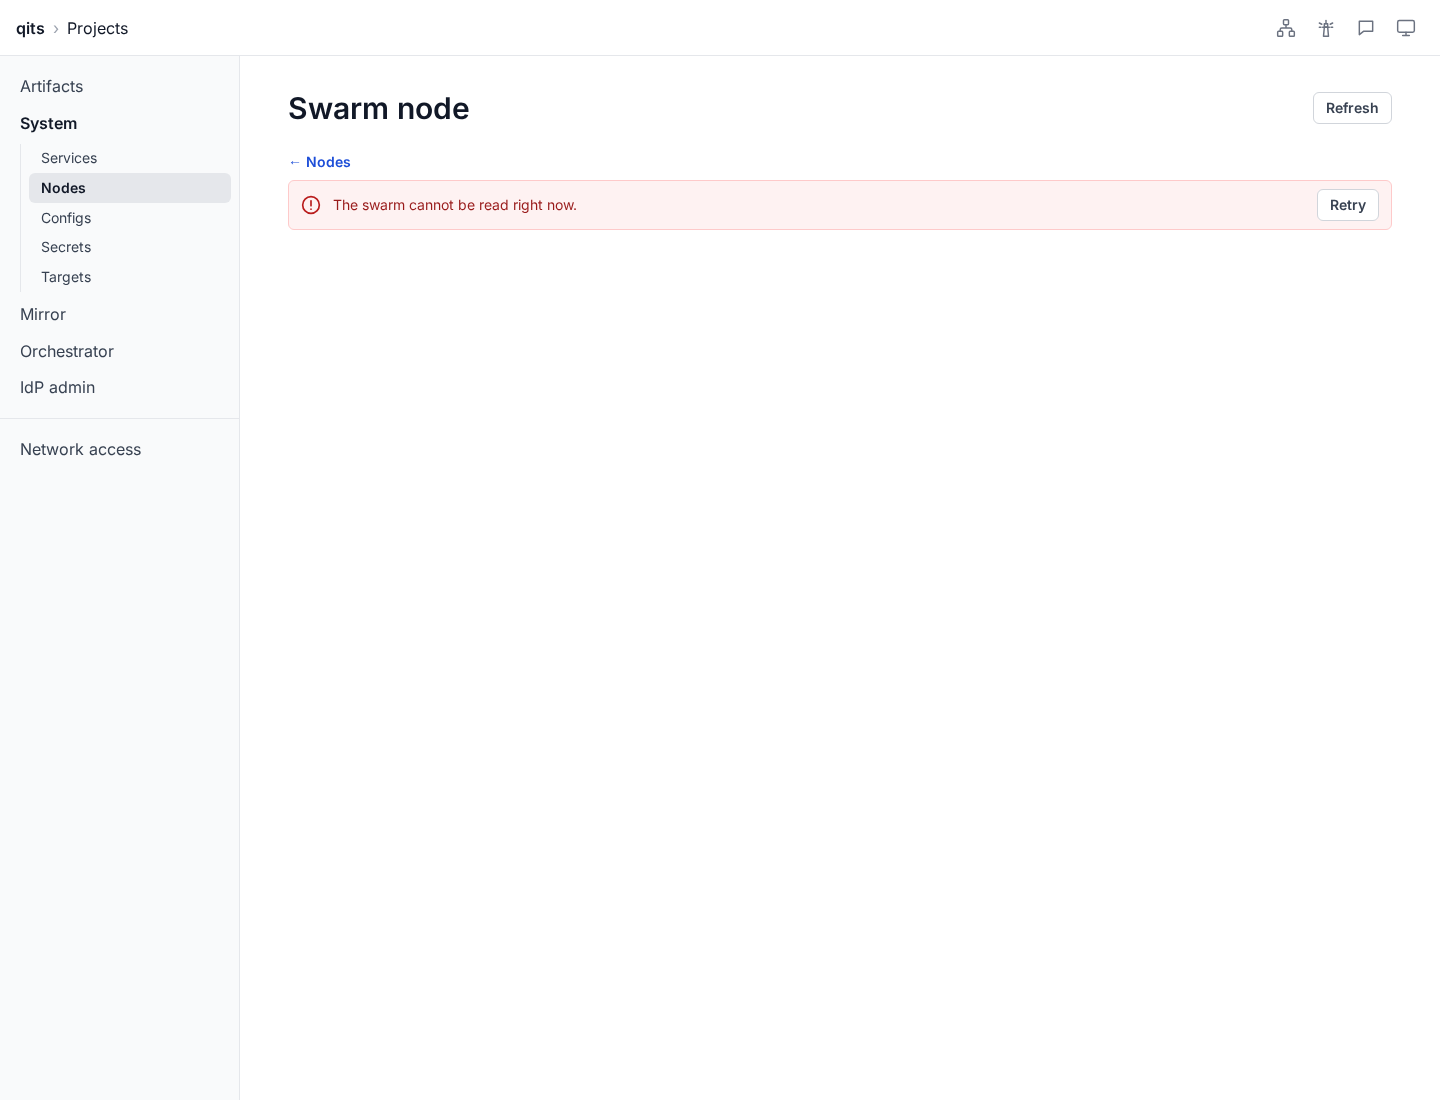 qits › Projects
Artifacts
System
Services
Nodes
Configs
Secrets
Targets
Mirror
Orchestrator
IdP admin
Network access
Swarm node
Refresh
← Nodes
The swarm cannot be read right now.
Retry